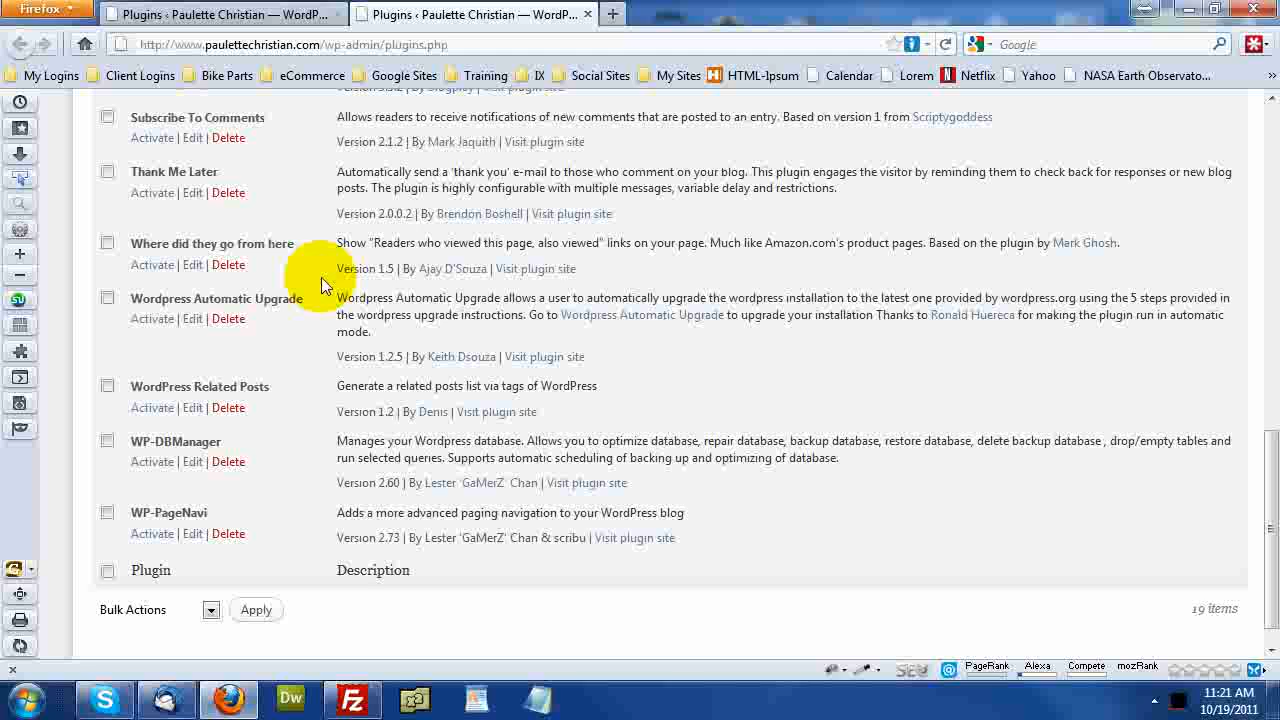 Firefox
Plugins ‹ Paulette Christian — WordP...
Plugins ‹ Paulette Christian — WordP...
http://www.paulettechristian.com/wp-admin/plugins.php
Google
My Logins
Client Logins
Bike Parts
eCommerce
Google Sites
Training
IX
Social Sites
My Sites
HTML-Ipsum
Calendar
Lorem
Netflix
Yahoo
NASA Earth Observato...
Subscribe To Comments
Allows readers to receive notifications of new comments that are posted to an entry. Based on version 1 from Scriptygoddess
Activate | Edit | Delete
Version 2.1.2 | By Mark Jaquith | Visit plugin site
Thank Me Later
Automatically send a 'thank you' e-mail to those who comment on your blog. This plugin engages the visitor by reminding them to check back for responses or new blog
posts. The plugin is highly configurable with multiple messages, variable delay and restrictions.
Activate | Edit | Delete
Version 2.0.0.2 | By Brendon Boshell | Visit plugin site
Where did they go from here
Show "Readers who viewed this page, also viewed" links on your page. Much like Amazon.com's product pages. Based on the plugin by Mark Ghosh.
Activate | Edit | Delete
Version 1.5 | By Ajay D'Souza | Visit plugin site
Wordpress Automatic Upgrade
Wordpress Automatic Upgrade allows a user to automatically upgrade the wordpress installation to the latest one provided by wordpress.org using the 5 steps provided in
the wordpress upgrade instructions. Go to Wordpress Automatic Upgrade to upgrade your installation Thanks to Ronald Huereca for making the plugin run in automatic
mode.
Activate | Edit | Delete
Version 1.2.5 | By Keith Dsouza | Visit plugin site
WordPress Related Posts
Generate a related posts list via tags of WordPress
Activate | Edit | Delete
Version 1.2 | By Denis | Visit plugin site
WP-DBManager
Manages your Wordpress database. Allows you to optimize database, repair database, backup database, restore database, delete backup database , drop/empty tables and
run selected queries. Supports automatic scheduling of backing up and optimizing of database.
Activate | Edit | Delete
Version 2.60 | By Lester 'GaMerZ' Chan | Visit plugin site
WP-PageNavi
Adds a more advanced paging navigation to your WordPress blog
Activate | Edit | Delete
Version 2.73 | By Lester 'GaMerZ' Chan & scribu | Visit plugin site
Plugin
Description
Bulk Actions
Apply
19 items
PageRank
Alexa
Compete
mozRank
Dw
Fz
11:21 AM
10/19/2011